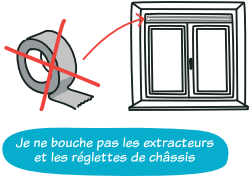 Je ne bouche pas les extracteurs
et les réglettes de châssis